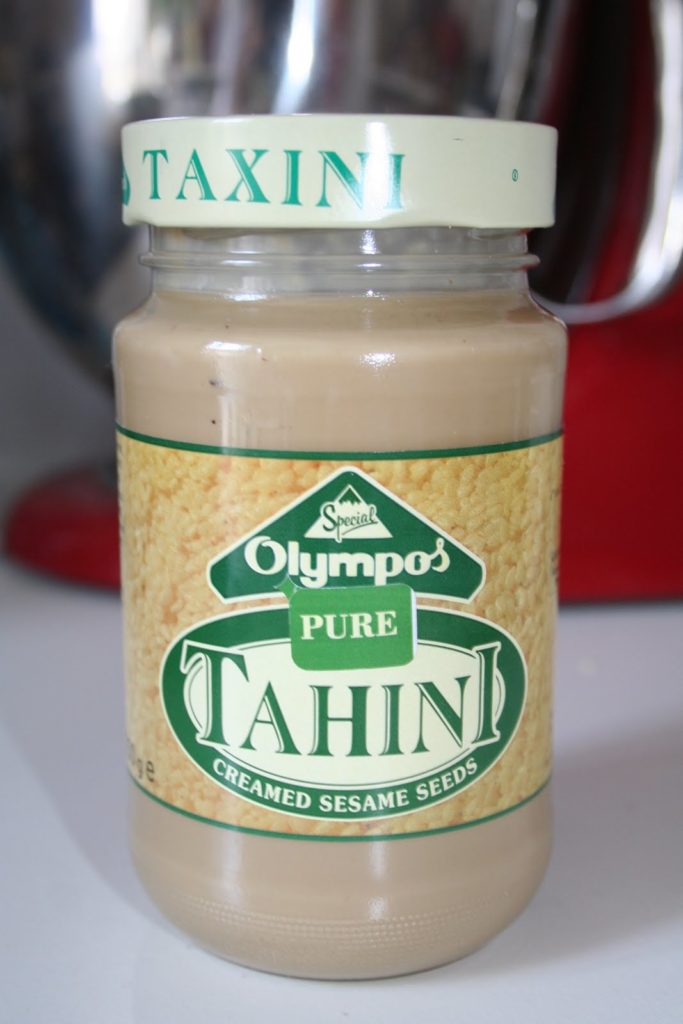 TAXINI
Special
Olympos
PURE
TAHINI
CREAMED SESAME SEEDS
g e